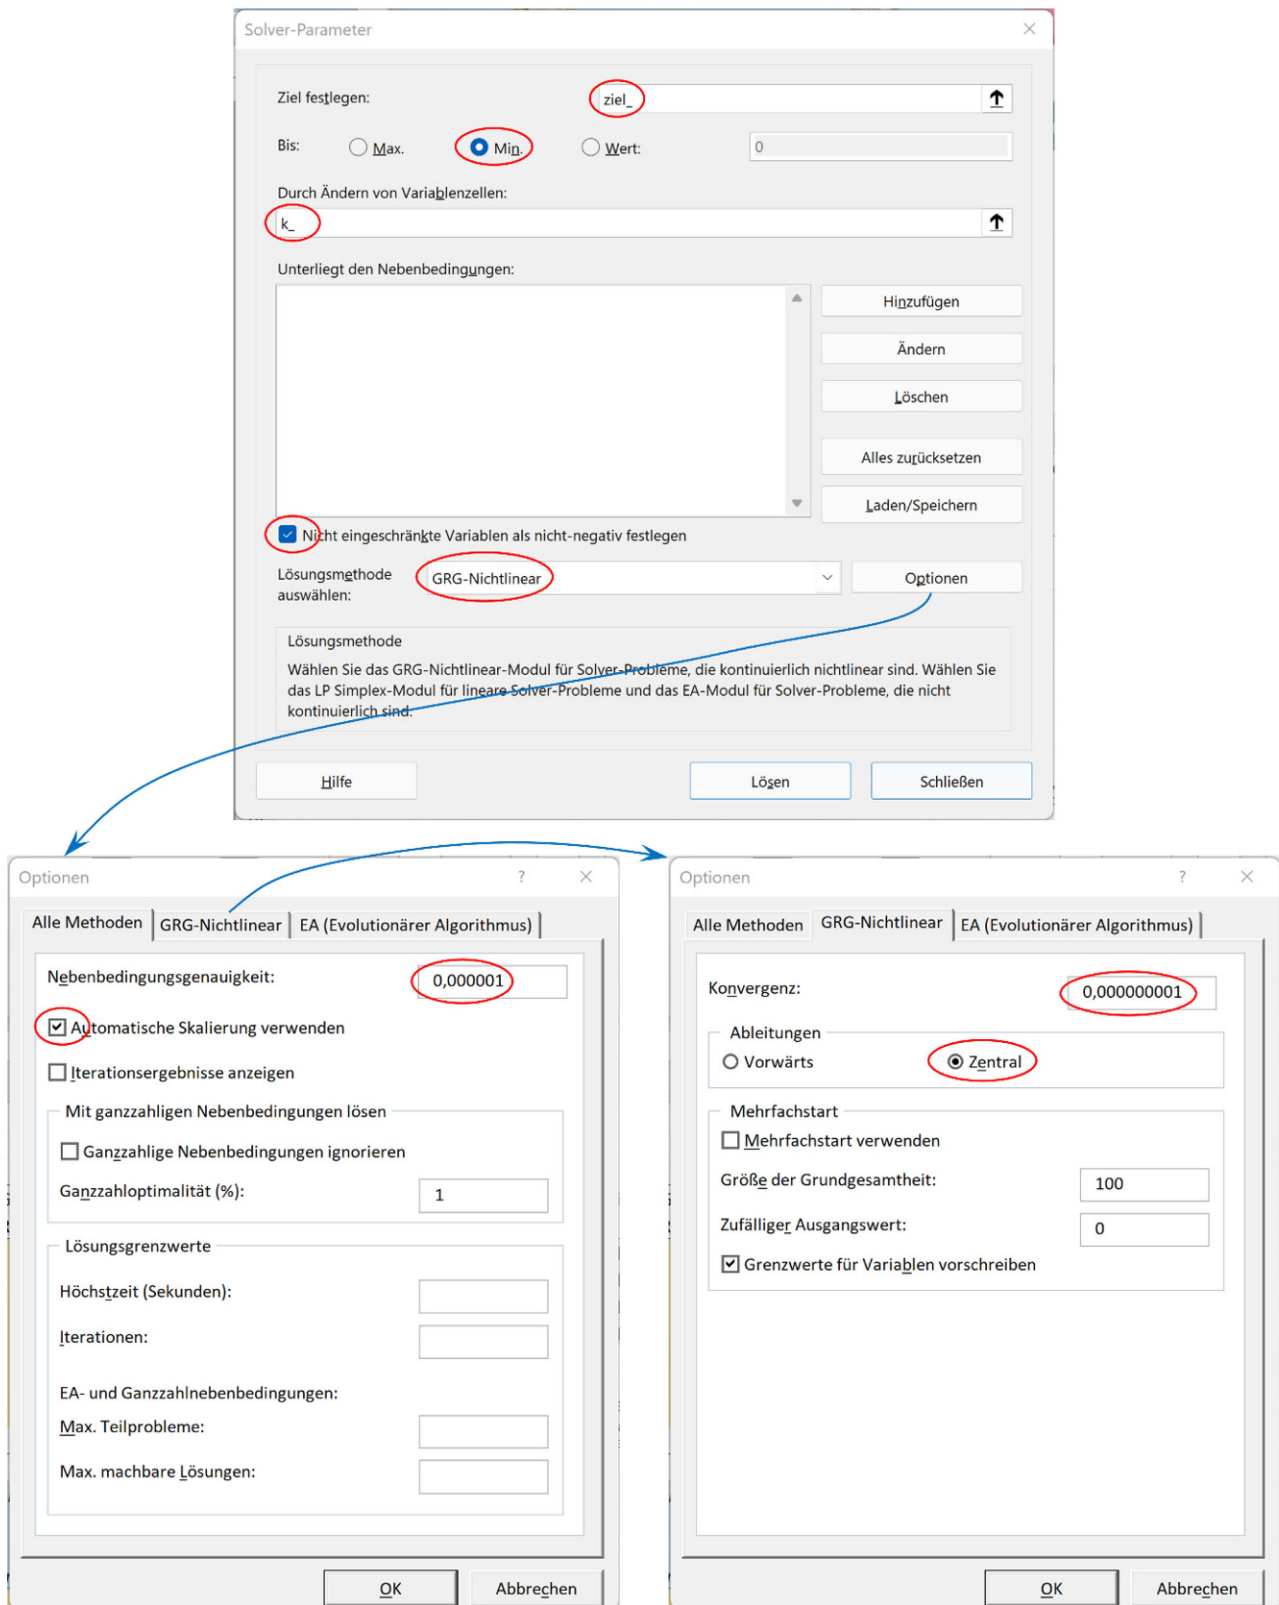 Solver-Parameter
Ziel festlegen:
ziel_
Bis:
Max.
Min.
Wert:
0
Durch Ändern von Variablenzellen:
k_
Unterliegt den Nebenbedingungen:
Hinzufügen
Ändern
Löschen
Alles zurücksetzen
Laden/Speichern
Nicht eingeschränkte Variablen als nicht-negativ festlegen
Lösungsmethode
auswählen:
GRG-Nichtlinear
Optionen
Lösungsmethode
Wählen Sie das GRG-Nichtlinear-Modul für Solver-Probleme, die kontinuierlich nichtlinear sind. Wählen Sie
das LP Simplex-Modul für lineare Solver-Probleme und das EA-Modul für Solver-Probleme, die nicht
kontinuierlich sind.
Hilfe
Lösen
Schließen
Optionen
?
Alle Methoden
GRG-Nichtlinear
EA (Evolutionärer Algorithmus)
Nebenbedingungsgenauigkeit:
0,000001
Automatische Skalierung verwenden
Iterationsergebnisse anzeigen
Mit ganzzahligen Nebenbedingungen lösen
Ganzzahlige Nebenbedingungen ignorieren
Ganzzahloptimalität (%):
1
Lösungsgrenzwerte
Höchstzeit (Sekunden):
Iterationen:
EA- und Ganzzahlnebenbedingungen:
Max. Teilprobleme:
Max. machbare Lösungen:
OK
Abbrechen
Optionen
?
Alle Methoden
GRG-Nichtlinear
EA (Evolutionärer Algorithmus)
Konvergenz:
0,000000001
Ableitungen
Vorwärts
Zentral
Mehrfachstart
Mehrfachstart verwenden
Größe der Grundgesamtheit:
100
Zufälliger Ausgangswert:
0
Grenzwerte für Variablen vorschreiben
OK
Abbrechen